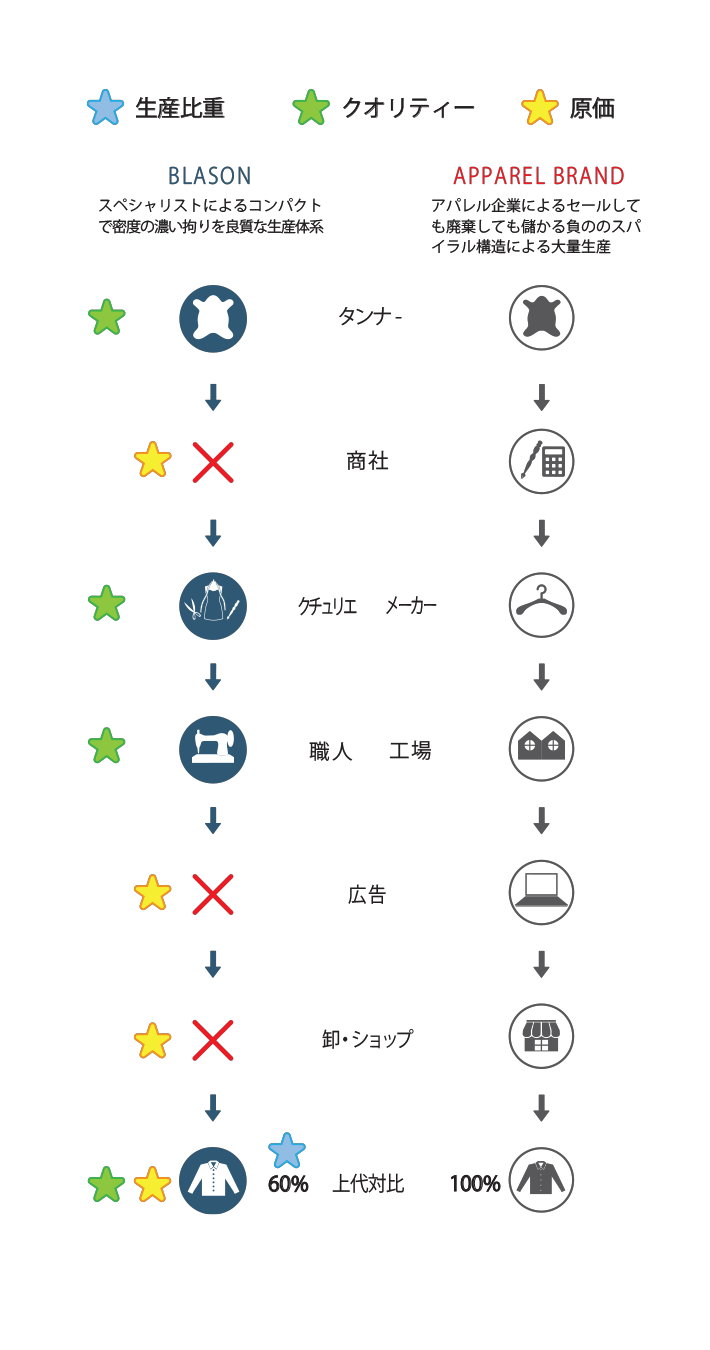 生産比重 クオリティー 原価
BLASON
スペシャリストによるコンパクト
で密度の濃い拘りを良質な生産体系
APPAREL BRAND
アパレル企業によるセールして
も廃棄しても儲かる負ののスパ
イラル構造による大量生産
タンナ-
商社
クチュリエ メーカー
職人 工場
広告
卸・ショップ
60% 上代対比 100%